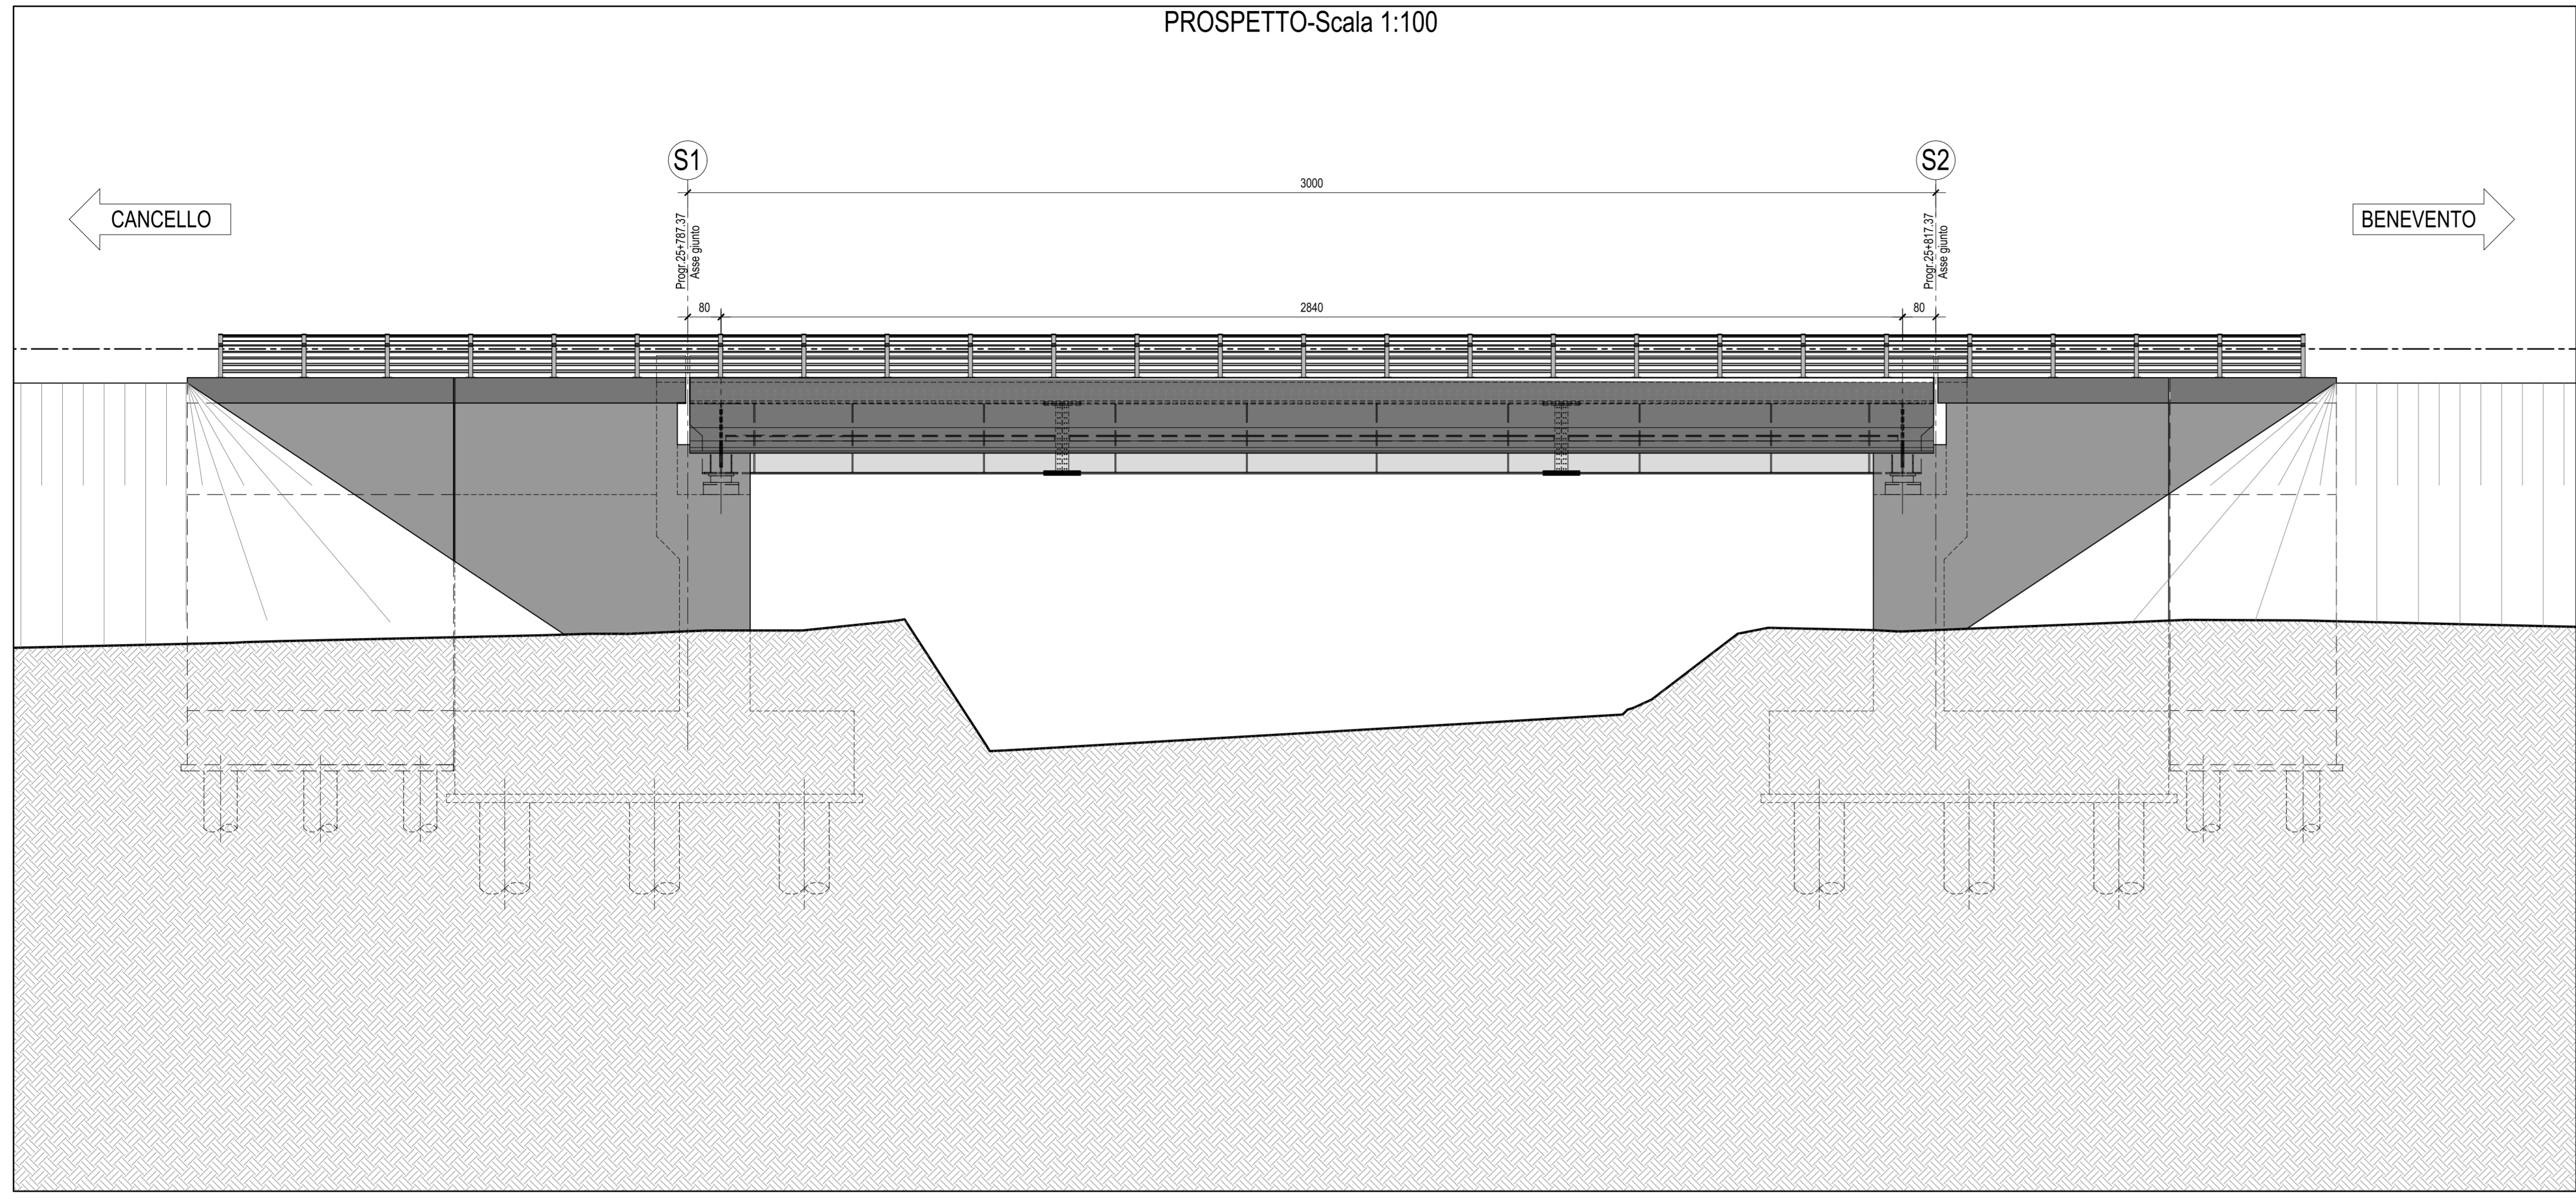 PROSPETTO-Scala 1:100
S1
S2
3000
CANCELLO
BENEVENTO
Progr.25+787.37
Asse giunto
Progr.25+817.37
Asse giunto
80
2840
80